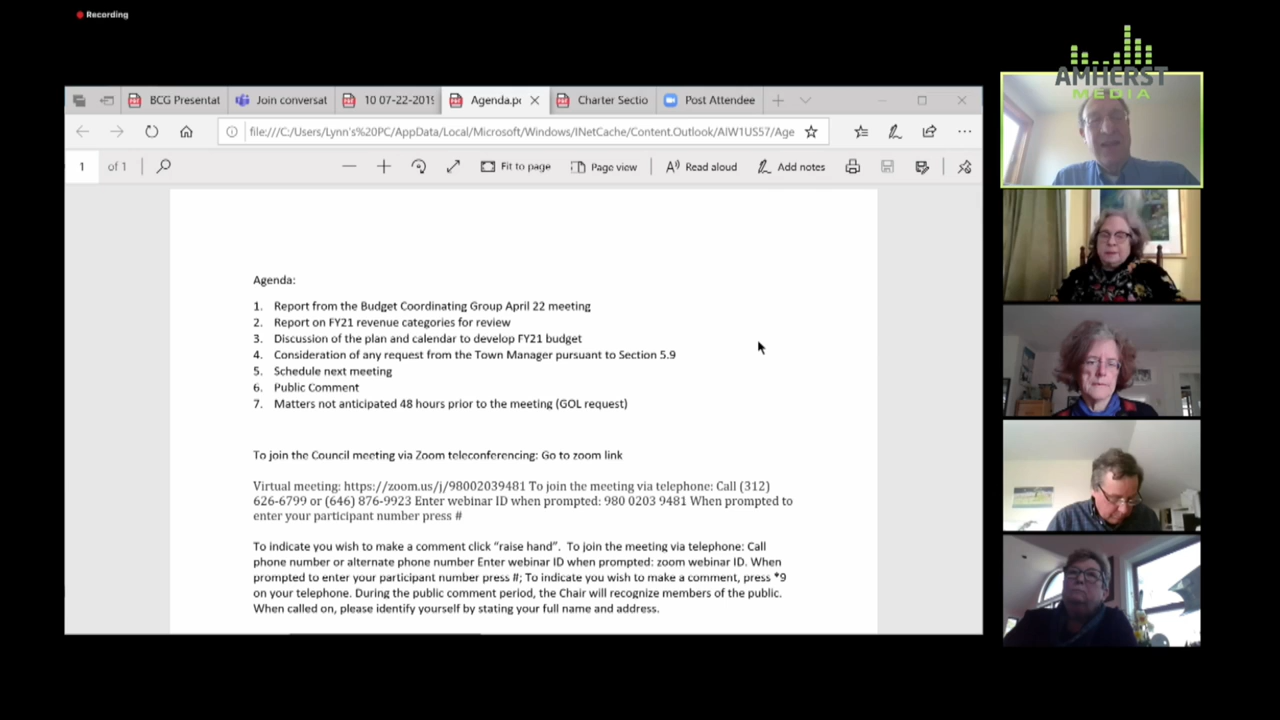 Recording
AMHERST
MEDIA
BCG Presentat
Join conversat
10 07-22-2019
Agenda.pd
Charter Sectio
Post Attendee
file:///C:/Users/Lynn's%20PC/AppData/Local/Microsoft/Windows/INetCache/Content.Outlook/AIW1US57/Age
1 of 1
Fit to page
Page view
Read aloud
Add notes
Agenda:
1. Report from the Budget Coordinating Group April 22 meeting
2. Report on FY21 revenue categories for review
3. Discussion of the plan and calendar to develop FY21 budget
4. Consideration of any request from the Town Manager pursuant to Section 5.9
5. Schedule next meeting
6. Public Comment
7. Matters not anticipated 48 hours prior to the meeting (GOL request)
To join the Council meeting via Zoom teleconferencing: Go to zoom link
Virtual meeting: https://zoom.us/j/98002039481 To join the meeting via telephone: Call (312)
626-6799 or (646) 876-9923 Enter webinar ID when prompted: 980 0203 9481 When prompted to
enter your participant number press #
To indicate you wish to make a comment click “raise hand”. To join the meeting via telephone: Call
phone number or alternate phone number Enter webinar ID when prompted: zoom webinar ID. When
prompted to enter your participant number press #; To indicate you wish to make a comment, press *9
on your telephone. During the public comment period, the Chair will recognize members of the public.
When called on, please identify yourself by stating your full name and address.